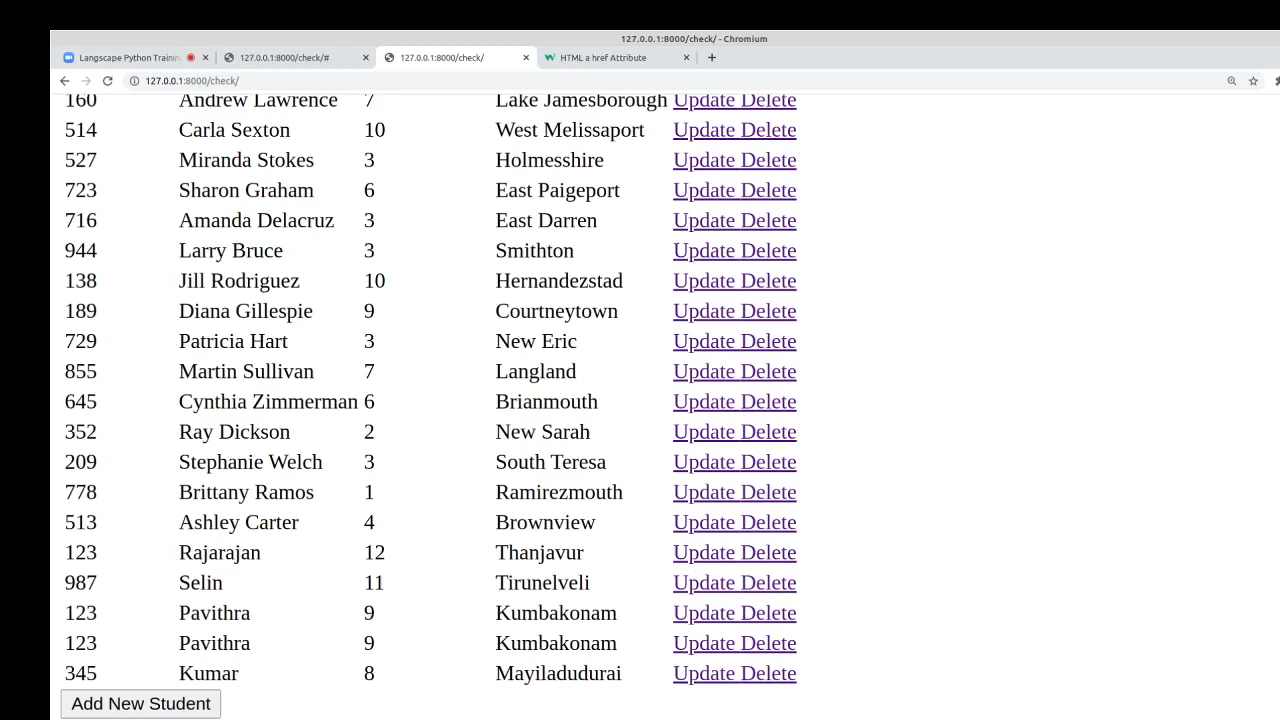 127.0.0.1:8000/check/ - Chromium
Langscape Python Trainin 127.0.0.1:8000/check/# 127.0.0.1:8000/check/ HTML a href Attribute
127.0.0.1:8000/check/
160 Andrew Lawrence 7 Lake Jamesborough Update Delete
514 Carla Sexton 10 West Melissaport Update Delete
527 Miranda Stokes 3 Holmesshire Update Delete
723 Sharon Graham 6 East Paigeport Update Delete
716 Amanda Delacruz 3 East Darren Update Delete
944 Larry Bruce 3 Smithton Update Delete
138 Jill Rodriguez 10 Hernandezstad Update Delete
189 Diana Gillespie 9 Courtneytown Update Delete
729 Patricia Hart 3 New Eric Update Delete
855 Martin Sullivan 7 Langland Update Delete
645 Cynthia Zimmerman 6 Brianmouth Update Delete
352 Ray Dickson 2 New Sarah Update Delete
209 Stephanie Welch 3 South Teresa Update Delete
778 Brittany Ramos 1 Ramirezmouth Update Delete
513 Ashley Carter 4 Brownview Update Delete
123 Rajarajan 12 Thanjavur Update Delete
987 Selin 11 Tirunelveli Update Delete
123 Pavithra 9 Kumbakonam Update Delete
123 Pavithra 9 Kumbakonam Update Delete
345 Kumar 8 Mayiladudurai Update Delete
Add New Student